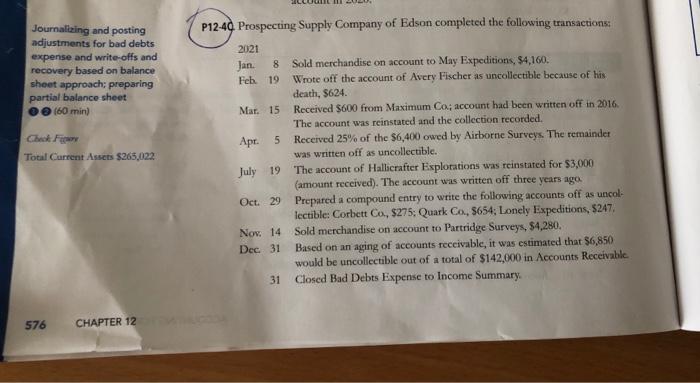 Journalizing and posting
adjustments for bad debts
expense and write-offs and
recovery based on balance
sheet approach; preparing
partial balance sheet
1 2 (60 min)
Check Figure
Total Current Assets $265,022
P12-4C Prospecting Supply Company of Edson completed the following transactions:
2021
Jan. 8 Sold merchandise on account to May Expeditions, $4,160.
Feb. 19 Wrote off the account of Avery Fischer as uncollectible because of his
death, $624.
Mar. 15 Received $600 from Maximum Co.; account had been written off in 2016.
The account was reinstated and the collection recorded.
Apr. 5 Received 25% of the $6,400 owed by Airborne Surveys. The remainder
was written off as uncollectible.
July 19 The account of Hallicrafter Explorations was reinstated for $3,000
(amount received). The account was written off three years ago.
Oct. 29 Prepared a compound entry to write the following accounts off as uncol-
lectible: Corbett Co., $275; Quark Co., $654; Lonely Expeditions, $247.
Nov. 14 Sold merchandise on account to Partridge Surveys, $4,280.
Dec. 31 Based on an aging of accounts receivable, it was estimated that $6,850
would be uncollectible out of a total of $142,000 in Accounts Receivable.
31 Closed Bad Debts Expense to Income Summary.
576 CHAPTER 12